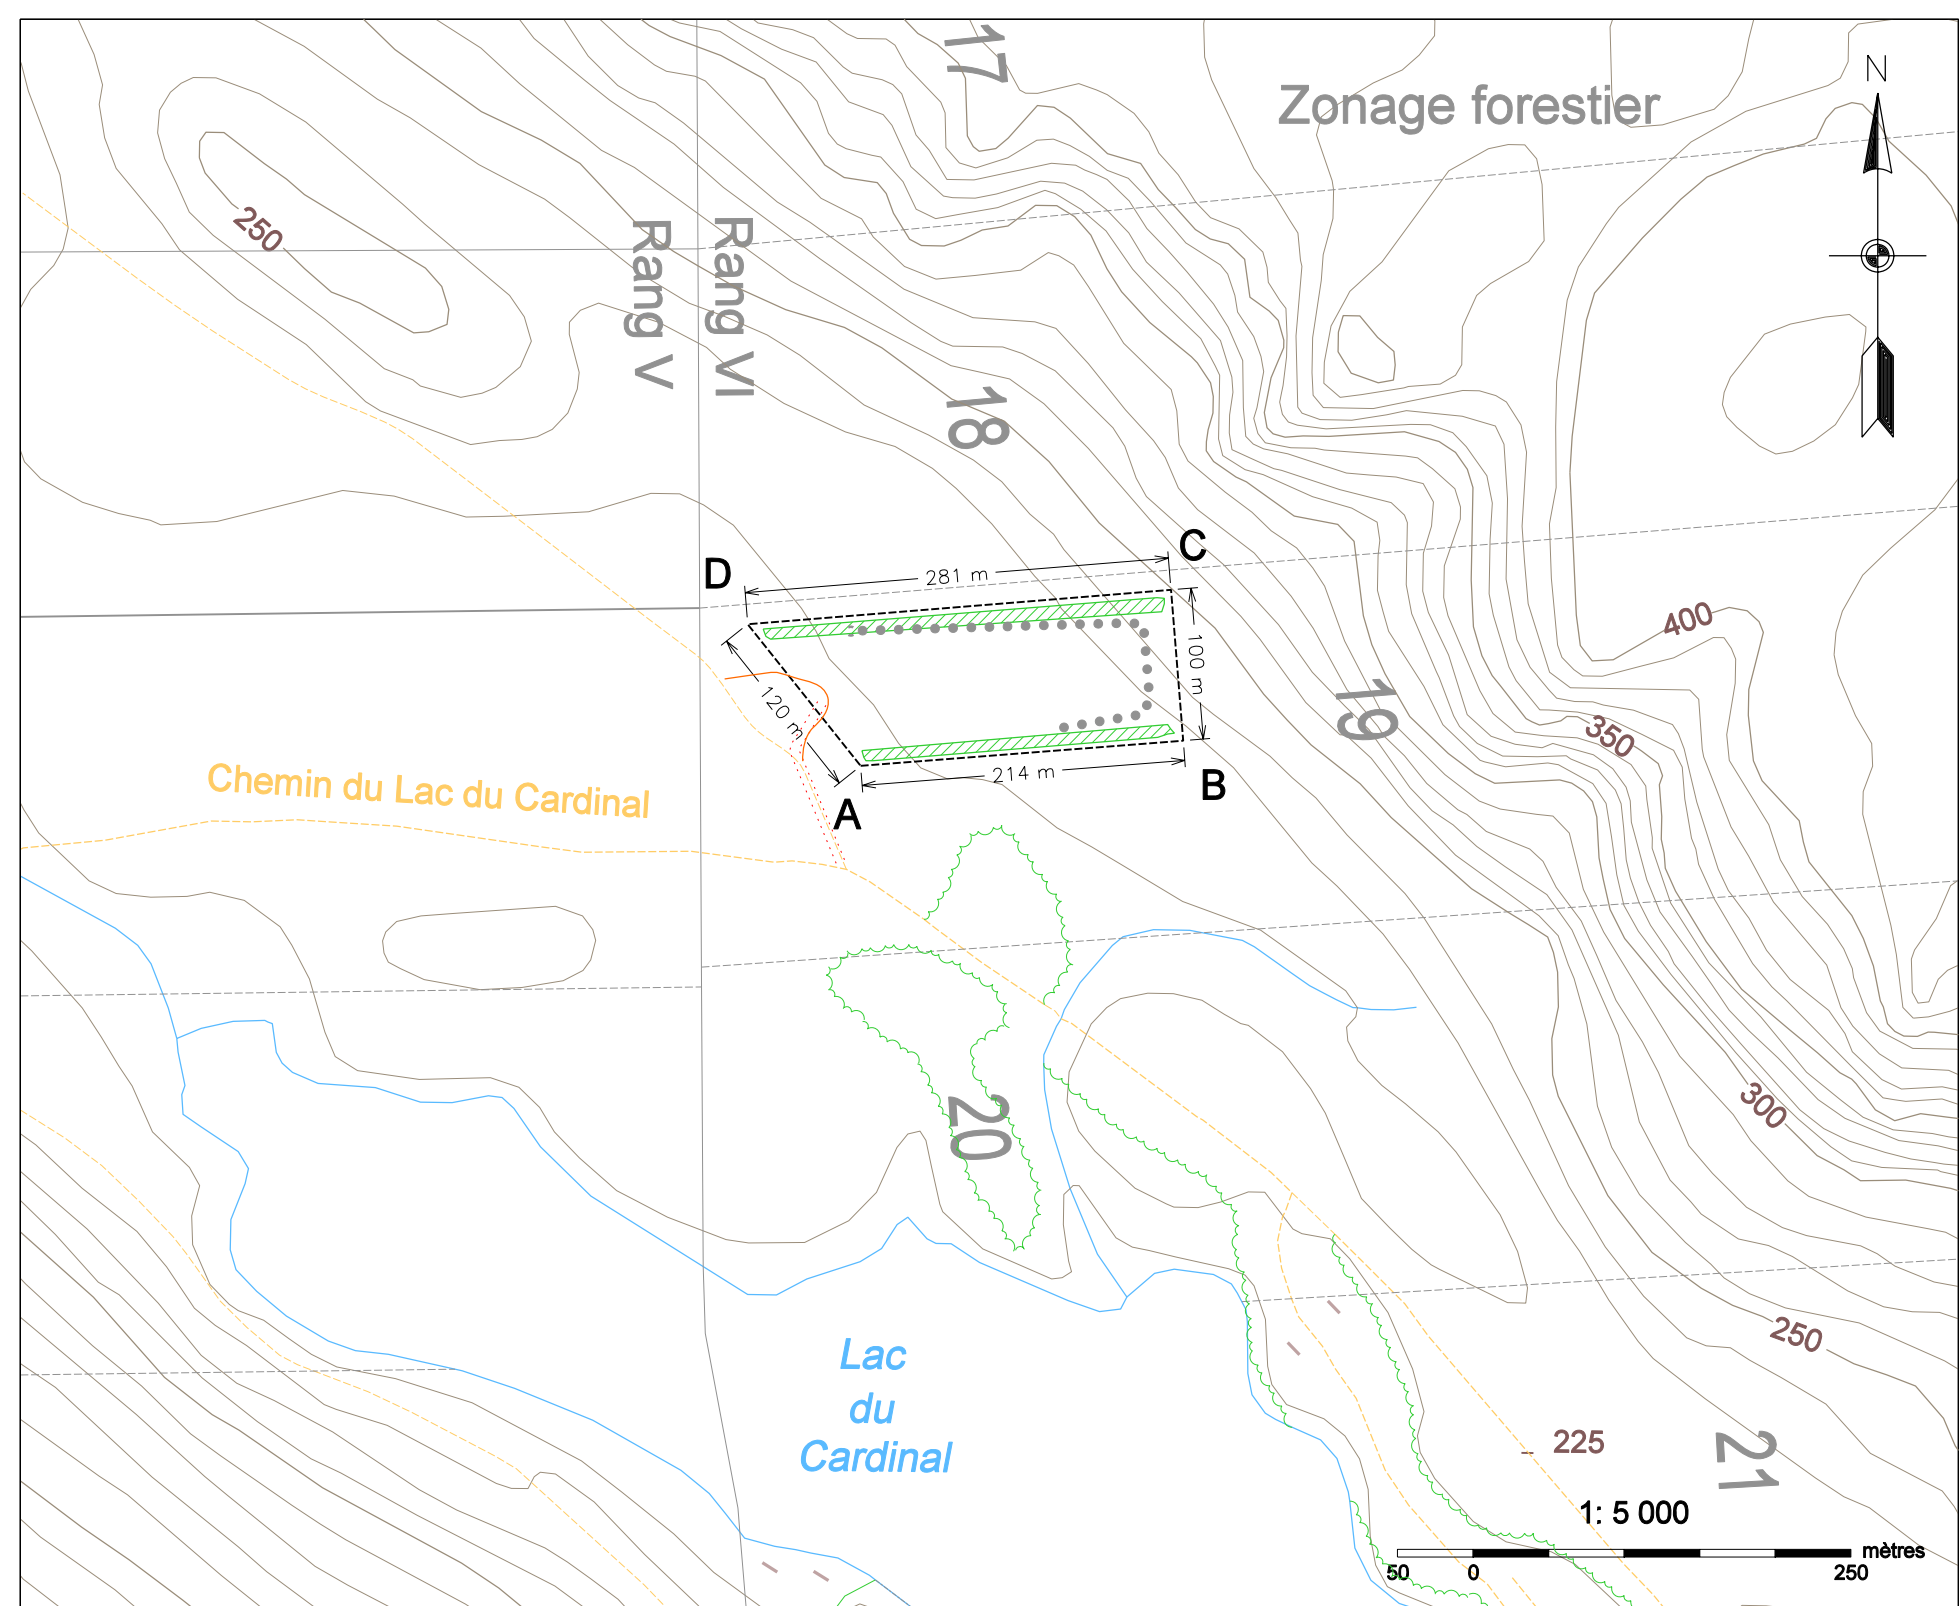 17
Zonage forestier
N
250
Rang V
Rang VI
18
D
281 m
C
400
100 m
19
120 m
350
Chemin du Lac du Cardinal
214 m
A
B
20
300
250
Lac
du
Cardinal
225
21
1: 5 000
mètres
50 0 250